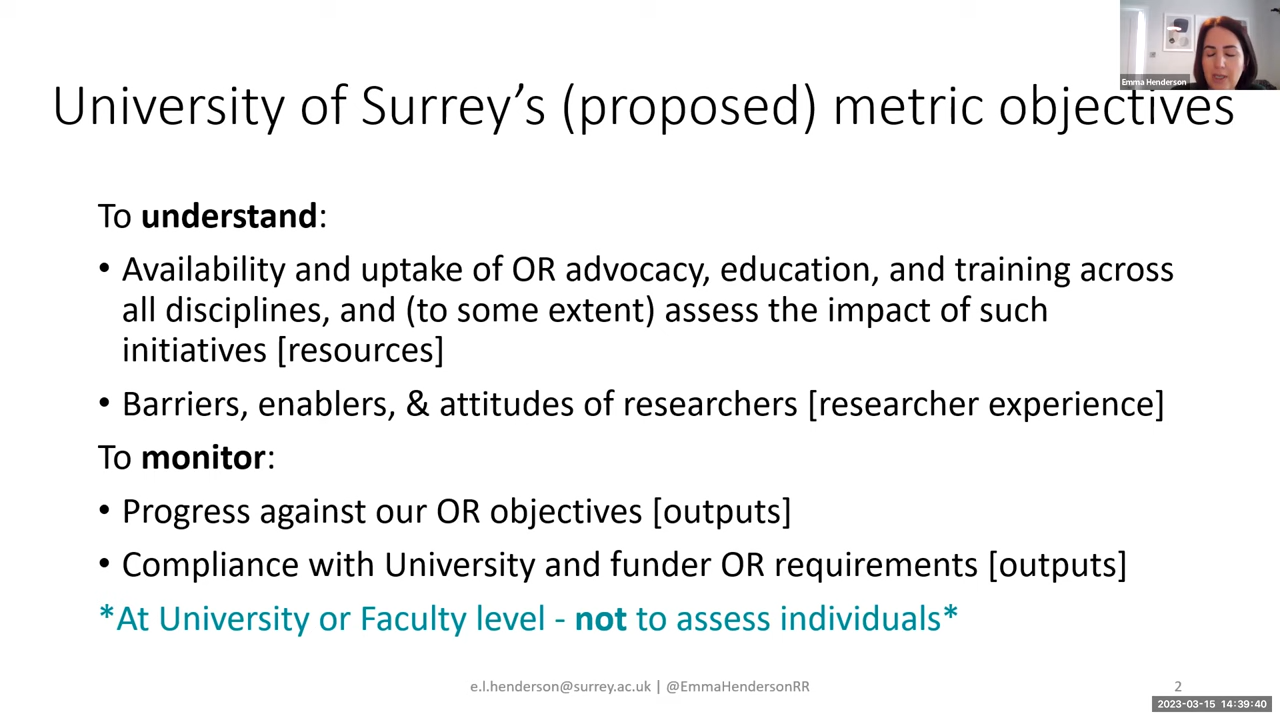 Emma Henderson
University of Surrey’s (proposed) metric objectives
To understand:
• Availability and uptake of OR advocacy, education, and training across
all disciplines, and (to some extent) assess the impact of such
initiatives [resources]
• Barriers, enablers, & attitudes of researchers [researcher experience]
To monitor:
• Progress against our OR objectives [outputs]
• Compliance with University and funder OR requirements [outputs]
*At University or Faculty level - not to assess individuals*
e.l.henderson@surrey.ac.uk | @EmmaHendersonRR
2
2023-03-15 14:39:40